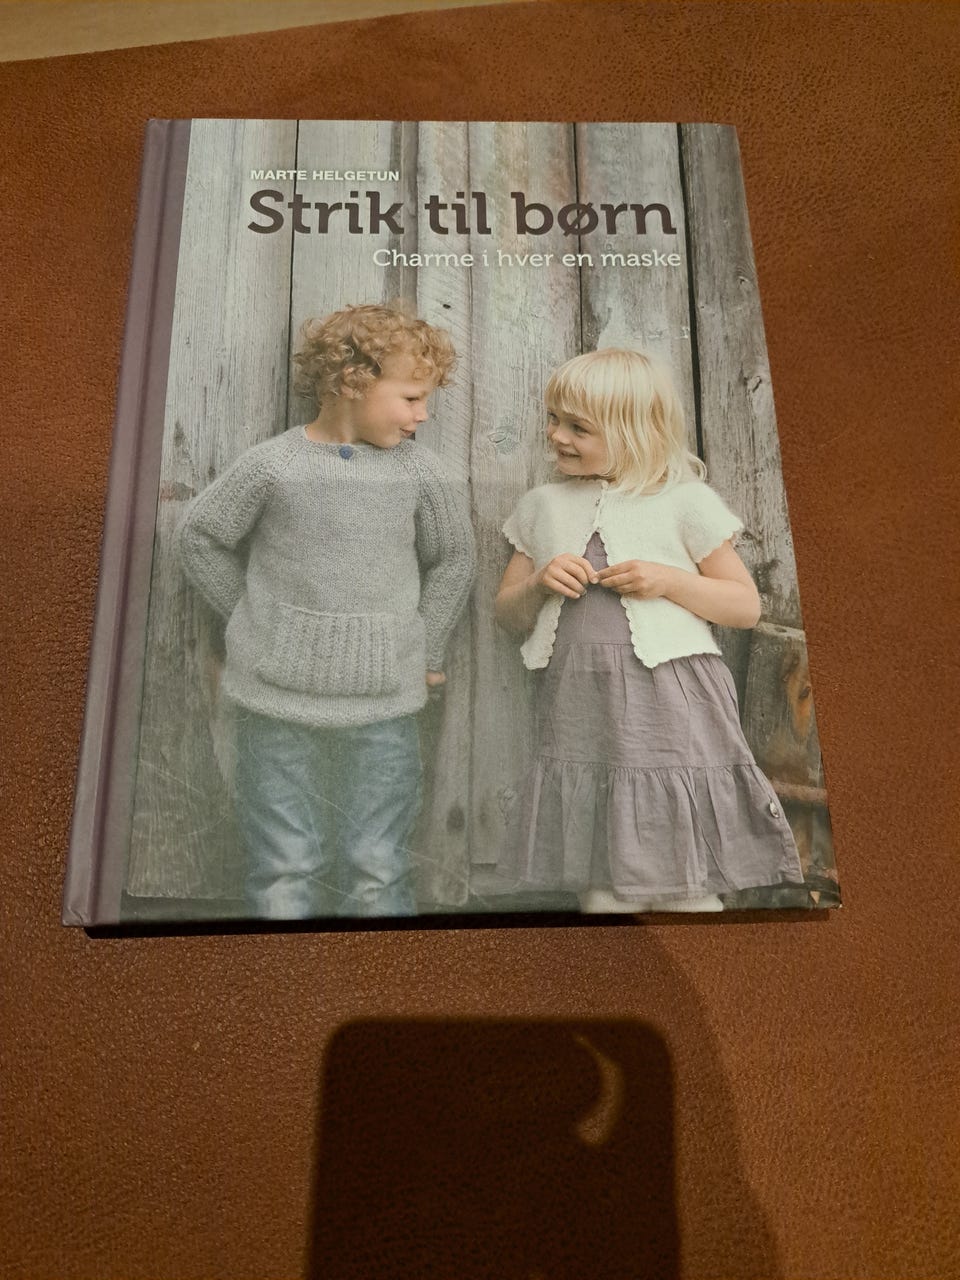 MARTE HELGETUN
Strik til børn
Charme i hver en maske